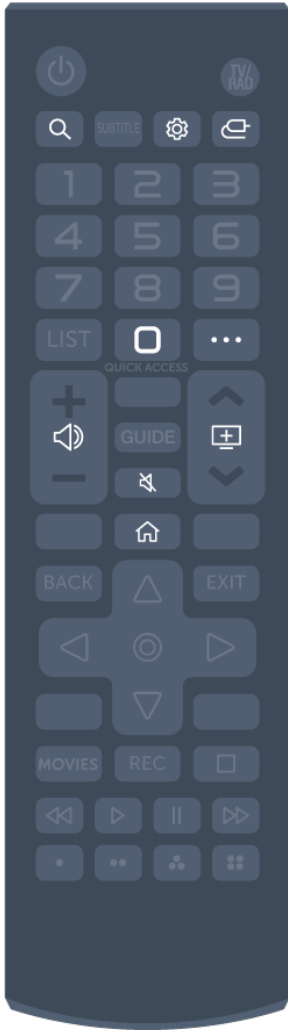 TV/
RAD
SUBTITLE
1 2 3
4 5 6
7 8 9
LIST 0 •••
QUICK ACCESS
+
GUIDE
−
BACK EXIT
MOVIES REC